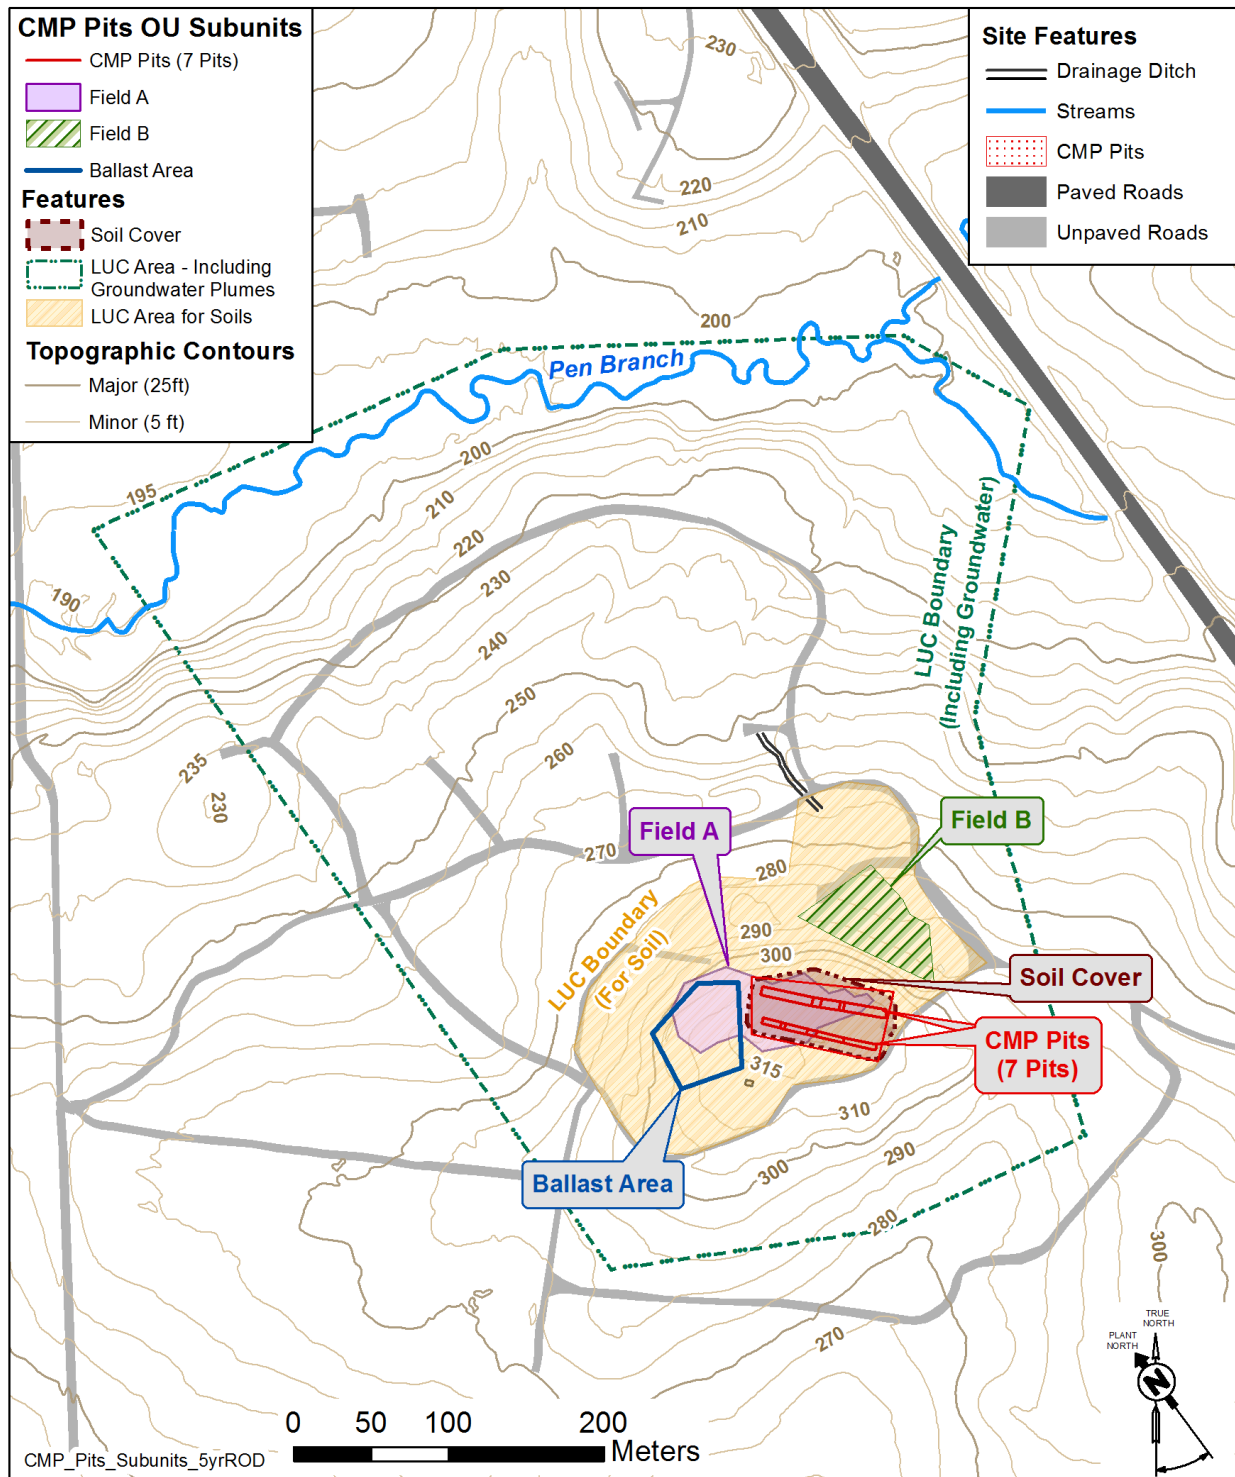 CMP Pits OU Subunits
CMP Pits (7 Pits)
Field A
Field B
Ballast Area
Features
Soil Cover
LUC Area - Including
Groundwater Plumes
LUC Area for Soils
Topographic Contours
Major (25ft)
Minor (5 ft)
Site Features
Drainage Ditch
Streams
CMP Pits
Paved Roads
Unpaved Roads
230
220
210
200
Pen Branch
195
200
210
220
230
190
240
250
260
235
230
LUC Boundary
(Including Groundwater)
Field A
Field B
270
280
290
300
LUC Boundary
(For Soil)
Soil Cover
CMP Pits
(7 Pits)
315
310
290
300
280
Ballast Area
300
270
TRUE
NORTH
PLANT
NORTH
N
0 50 100 200
Meters
CMP_Pits_Subunits_5yrROD